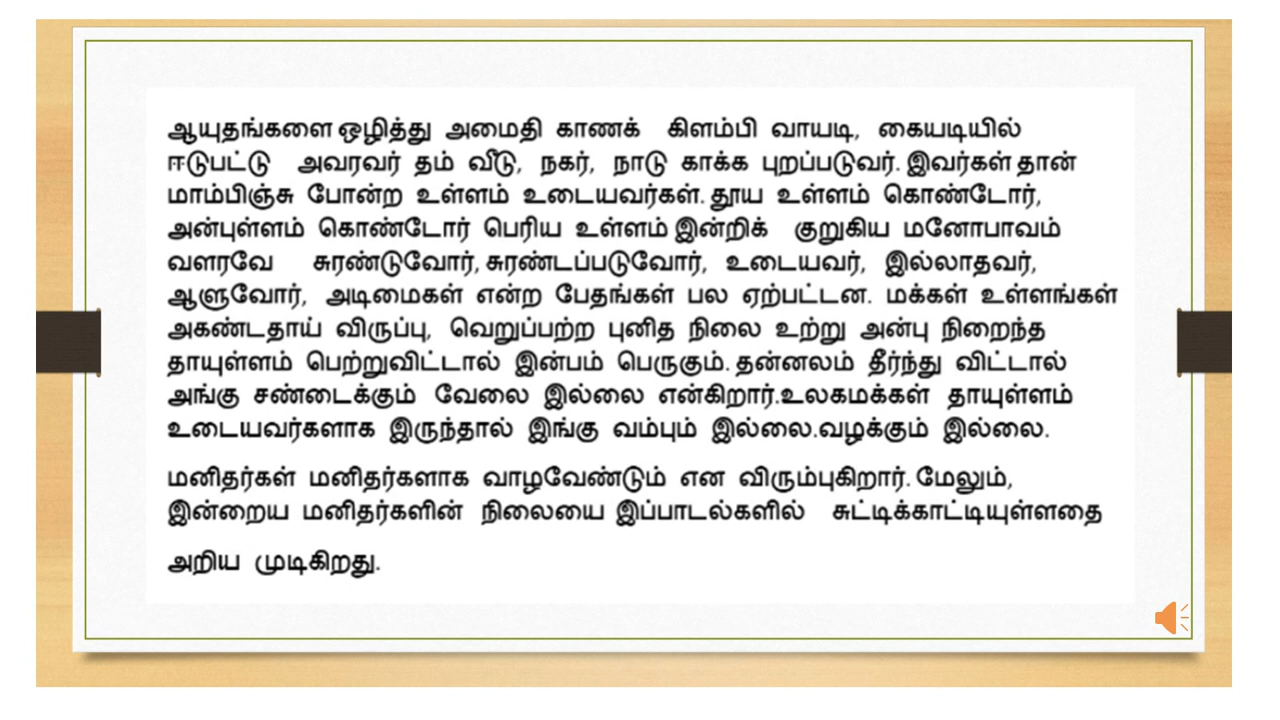 ஆயுதங்களை ஒழித்து அமைதி காணக் கிளம்பி வாயடி, கையடியில்
ஈடுபட்டு அவரவர் தம் வீடு, நகர், நாடு காக்க புறப்படுவர். இவர்கள் தான்
மாம்பிஞ்சு போன்ற உள்ளம் உடையவர்கள். தூய உள்ளம் கொண்டோர்,
அன்புள்ளம் கொண்டோர் பெரிய உள்ளம் இன்றிக் குறுகிய மனோபாவம்
வளரவே சுரண்டுவோர், சுரண்டப்படுவோர், உடையவர், இல்லாதவர்,
ஆளுவோர், அடிமைகள் என்ற பேதங்கள் பல ஏற்பட்டன. மக்கள் உள்ளங்கள்
அகண்டதாய் விருப்பு, வெறுப்பற்ற புனித நிலை உற்று அன்பு நிறைந்த
தாயுள்ளம் பெற்றுவிட்டால் இன்பம் பெருகும். தன்னலம் தீர்ந்து விட்டால்
அங்கு சண்டைக்கும் வேலை இல்லை என்கிறார்.உலகமக்கள் தாயுள்ளம்
உடையவர்களாக இருந்தால் இங்கு வம்பும் இல்லை.வழக்கும் இல்லை.
மனிதர்கள் மனிதர்களாக வாழவேண்டும் என விரும்புகிறார். மேலும்,
இன்றைய மனிதர்களின் நிலையை இப்பாடல்களில் சுட்டிக்காட்டியுள்ளதை
அறிய முடிகிறது.